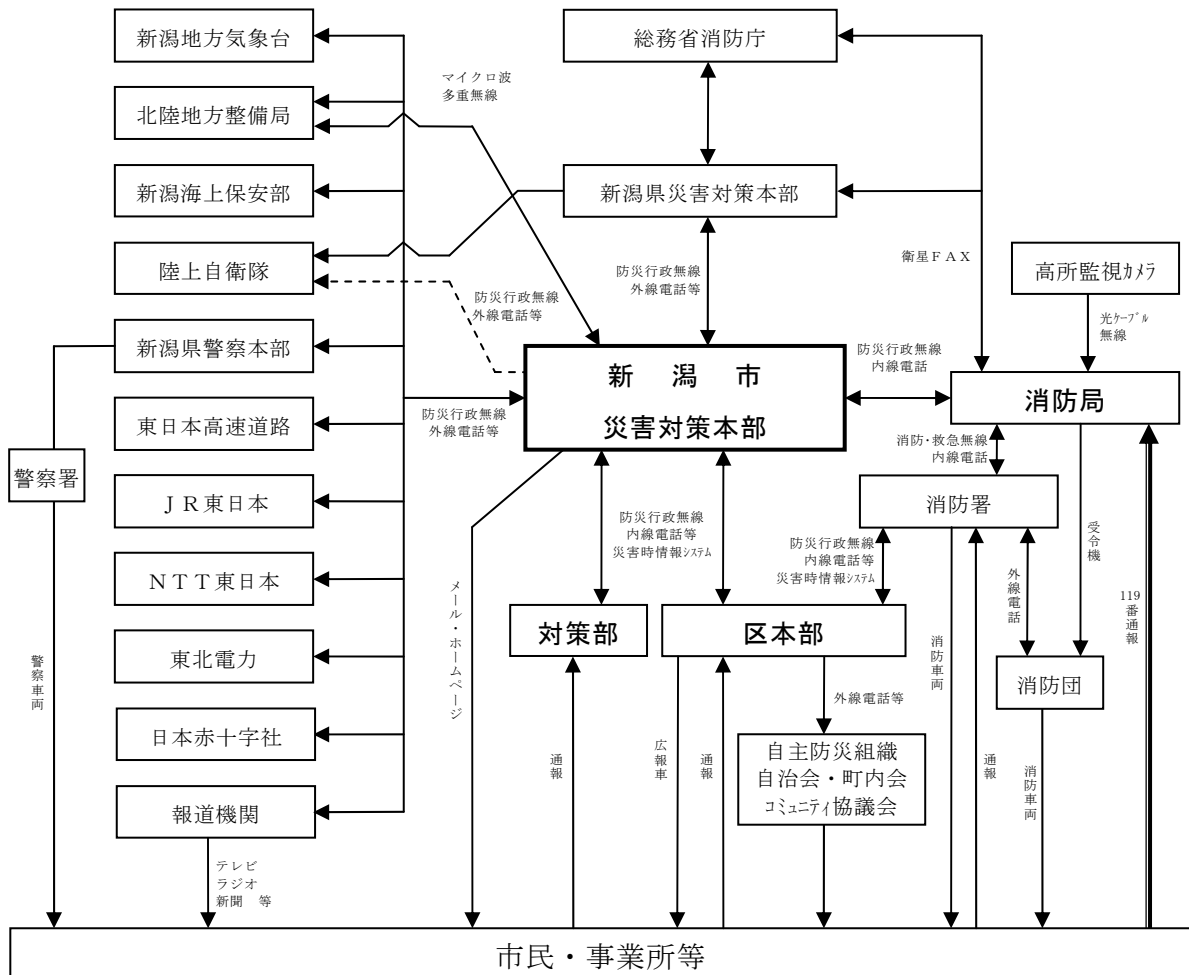 新潟地方気象台
総務省消防庁
マイクロ波
多重無線
北陸地方整備局
新潟海上保安部
新潟県災害対策本部
陸上自衛隊
防災行政無線
外線電話等
防災行政無線
外線電話等
衛星ＦＡＸ
高所監視ｶﾒﾗ
光ｹｰﾌﾞﾙ
無線
新潟県警察本部
新　潟　市
災害対策本部
防災行政無線
内線電話
消防局
東日本高速道路
防災行政無線
外線電話等
消防・救急無線
内線電話
警察署
ＪＲ東日本
消防署
防災行政無線
内線電話等
災害時情報ｼｽﾃﾑ
防災行政無線
内線電話等
災害時情報ｼｽﾃﾑ
受令機
外線電話
119
番通報
ＮＴＴ東日本
メール・ホームページ
対策部
区本部
消防車両
東北電力
警察車両
消防団
外線電話等
日本赤十字社
通報
広報車
通報
自主防災組織
自治会・町内会
ｺﾐｭﾆﾃｨ協議会
通報
消防車両
報道機関
テレビ
ラジオ
新聞　等
市民・事業所等